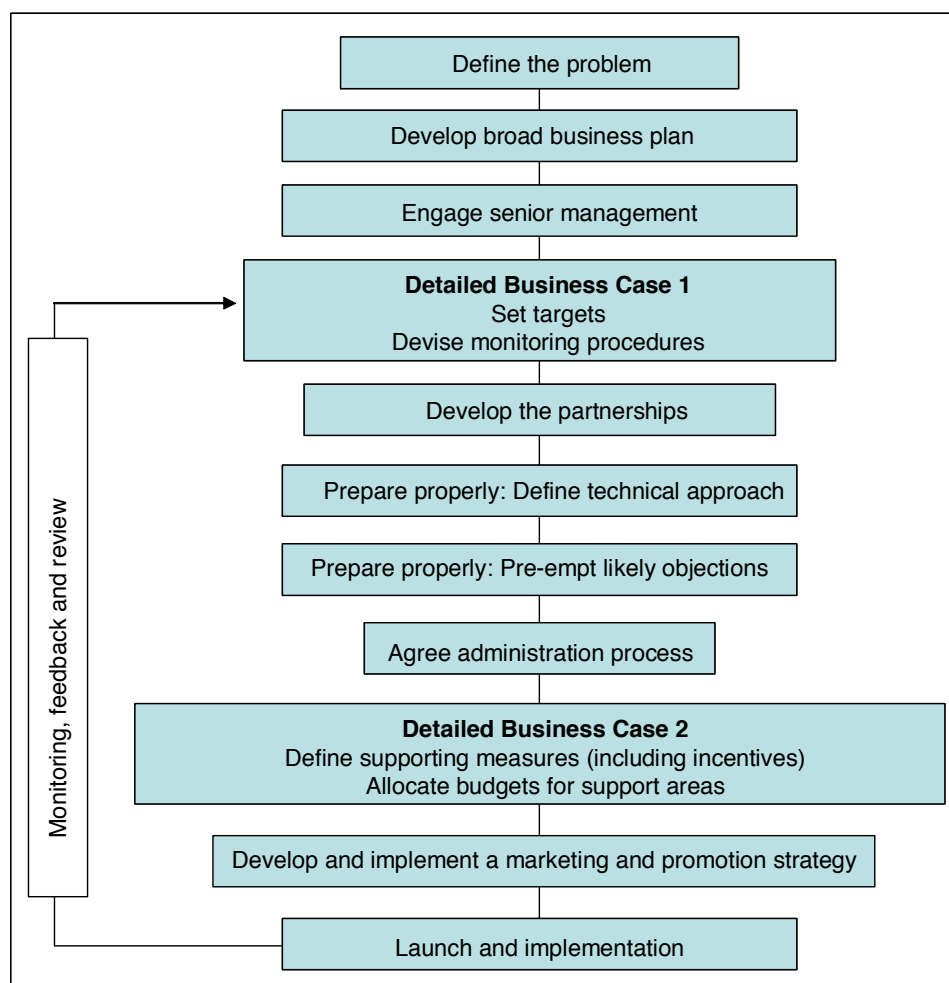 Define the problem
Develop broad business plan
Engage senior management
Detailed Business Case 1
Set targets
Devise monitoring procedures
Develop the partnerships
Prepare properly: Define technical approach
Prepare properly: Pre-empt likely objections
Agree administration process
Detailed Business Case 2
Define supporting measures (including incentives)
Allocate budgets for support areas
Develop and implement a marketing and promotion strategy
Launch and implementation
Monitoring, feedback and review